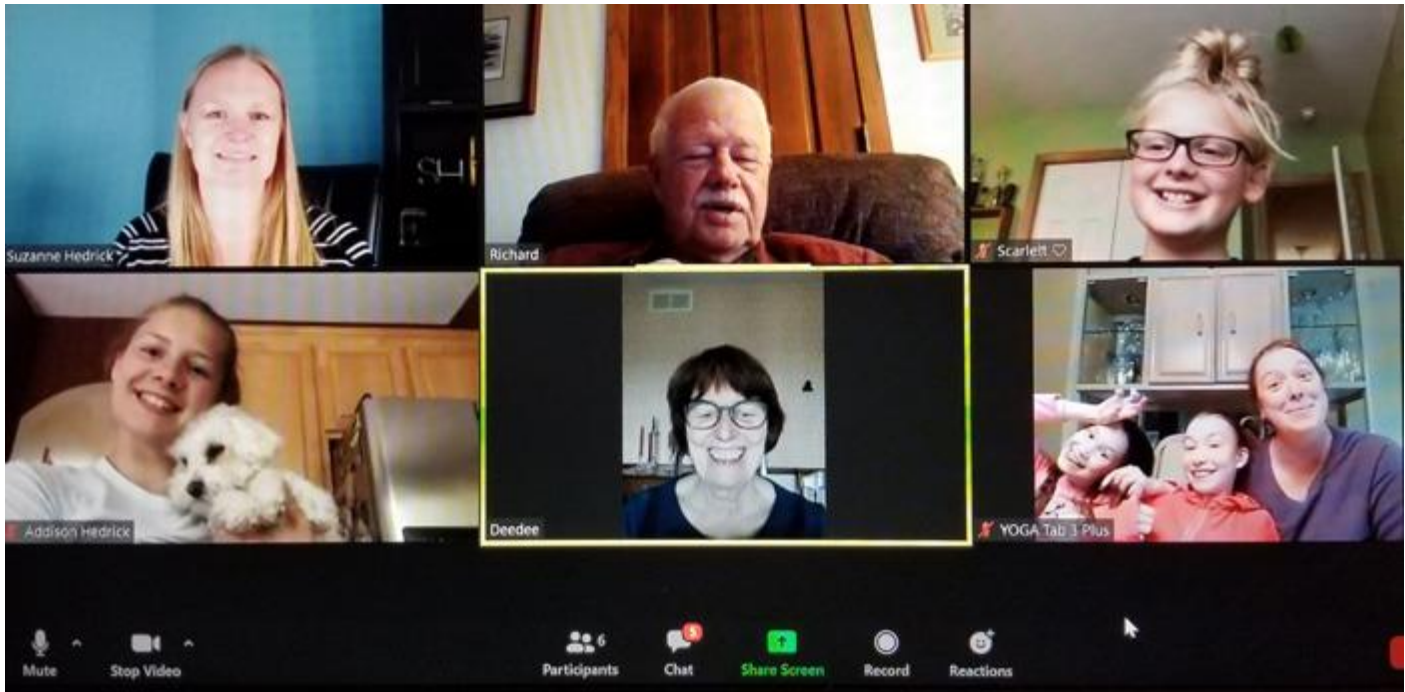 SH
Suzanne Hedrick
Richard
Scarlett ♡
Addison Hedrick
Deedee
YOGA Tab 3 Plus
Mute
Stop Video
6
Participants
5
Chat
Share Screen
Record
Reactions